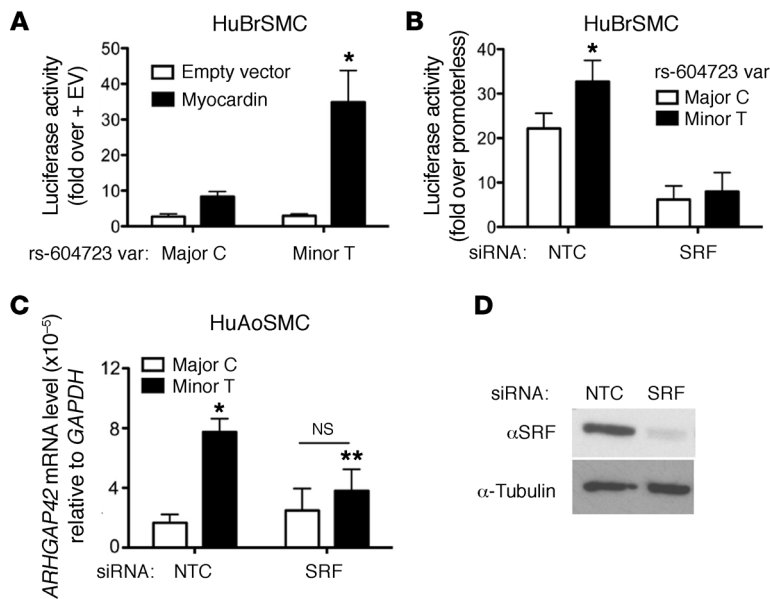 A
HuBrSMC
Luciferase activity
(fold over + EV)
50
40
30
20
10
0
Empty vector
Myocardin
*
rs-604723 var: Major C Minor T
B
HuBrSMC
Luciferase activity
(fold over promoterless)
40
30
20
10
0
*
rs-604723 var
Major C
Minor T
siRNA: NTC SRF
C
HuAoSMC
ARHGAP42 mRNA level (x10⁻⁵)
relative to GAPDH
12
8
4
0
Major C
Minor T
*
NS
**
siRNA: NTC SRF
D
siRNA: NTC SRF
αSRF
α-Tubulin